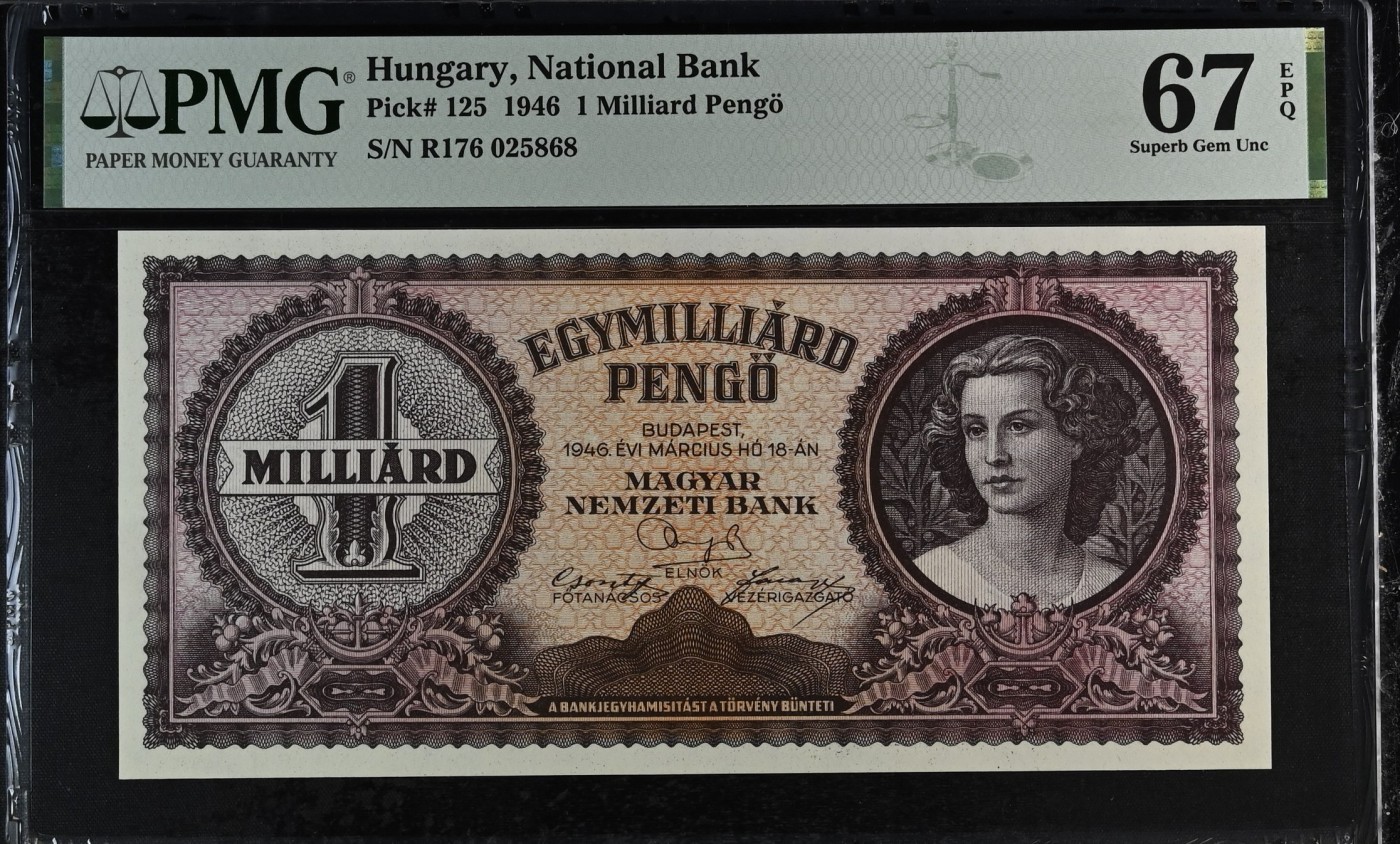 PMG®
PAPER MONEY GUARANTY
Hungary, National Bank
Pick# 125 1946 1 Milliard Pengö
S/N R176 025868
67
EPQ
Superb Gem Unc
1
MILLIÁRD
EGYMILLIÁRD
PENGŐ
BUDAPEST,
1946. ÉVI MÁRCIUS HÓ 18-ÁN
MAGYAR
NEMZETI BANK
ELNÖK
FŐTANÁCSOS
VEZÉRIGAZGATÓ
A BANKJEGYHAMISITÁST A TÖRVÉNY BÜNTETI